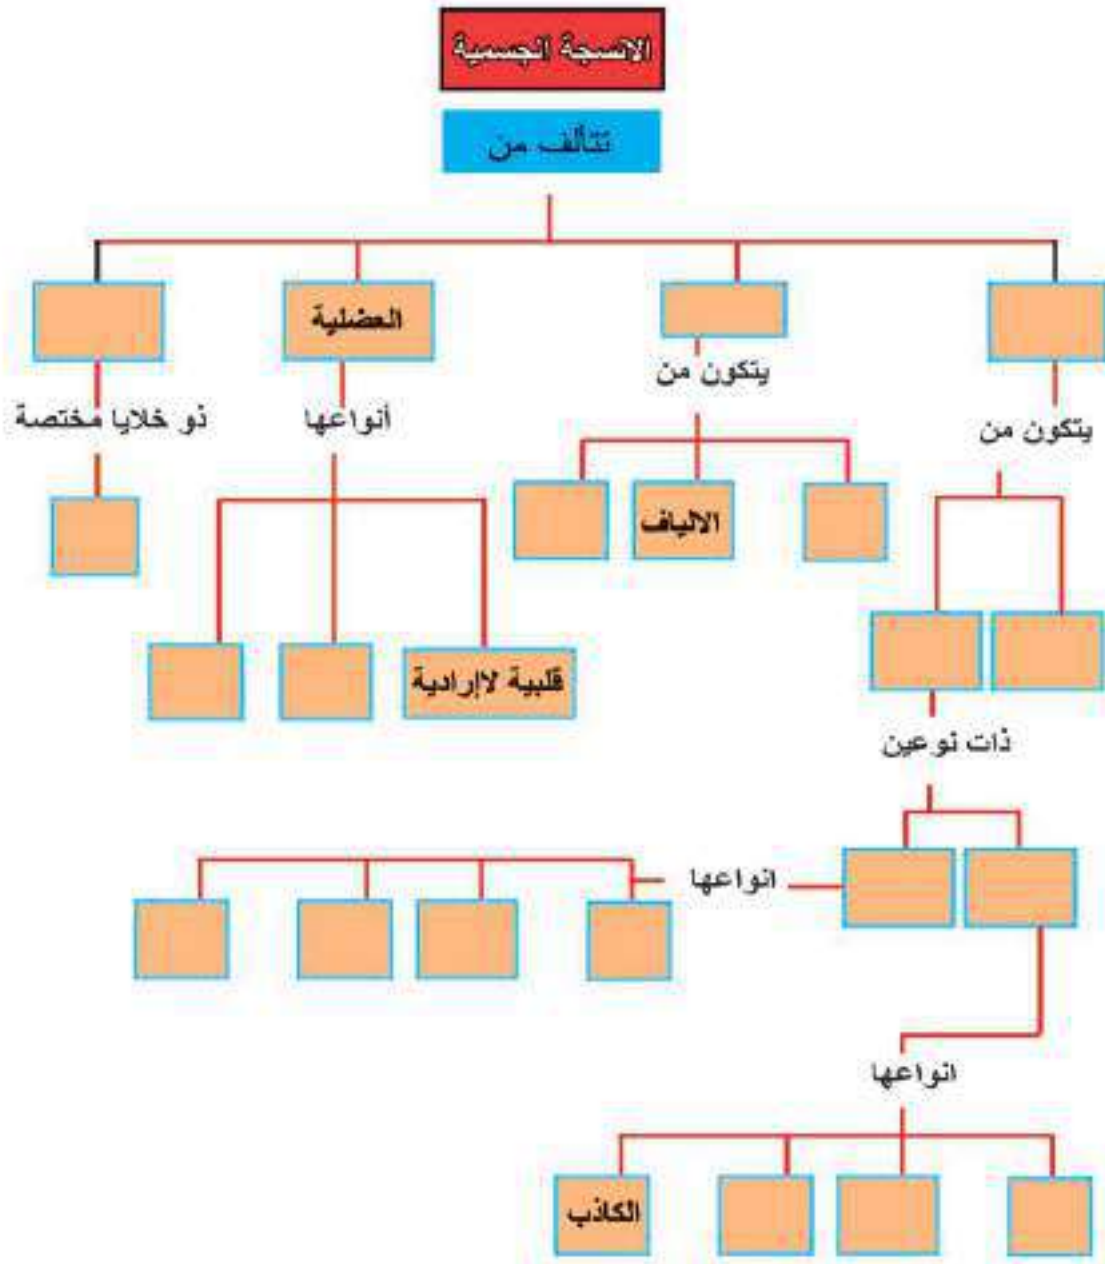 الانسجة الجسمية
تتألف من
العضلية
يتكون من
يتكون من
أنواعها
ذو خلايا مختصة
الالياف
قلبية لاإرادية
ذات نوعين
انواعها
انواعها
الكاذب